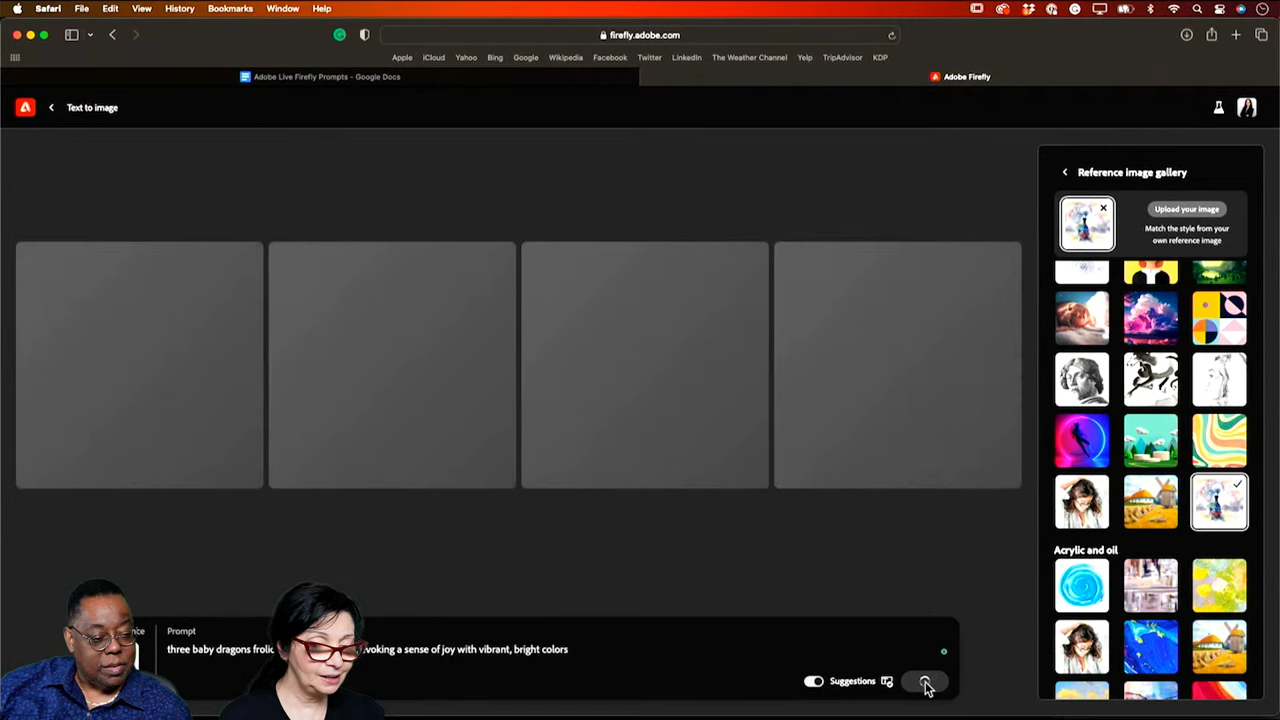 Safari File Edit View History Bookmarks Window Help
firefly.adobe.com
Apple iCloud Yahoo Bing Google Wikipedia Facebook Twitter LinkedIn The Weather Channel Yelp TripAdvisor KDP
Adobe Live Firefly Prompts - Google Docs
Adobe Firefly
Text to image
Reference image gallery
Upload your image
Match the style from your
own reference image
Acrylic and oil
Prompt
three baby dragons frolic voking a sense of joy with vibrant, bright colors
Suggestions